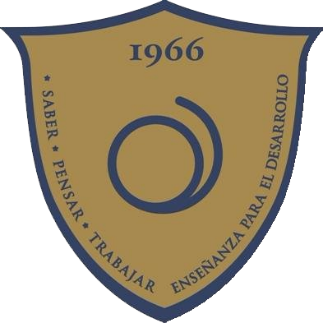 1966
* SABER * PENSAR * TRABAJAR
ENSEÑANZA PARA EL DESARROLLO